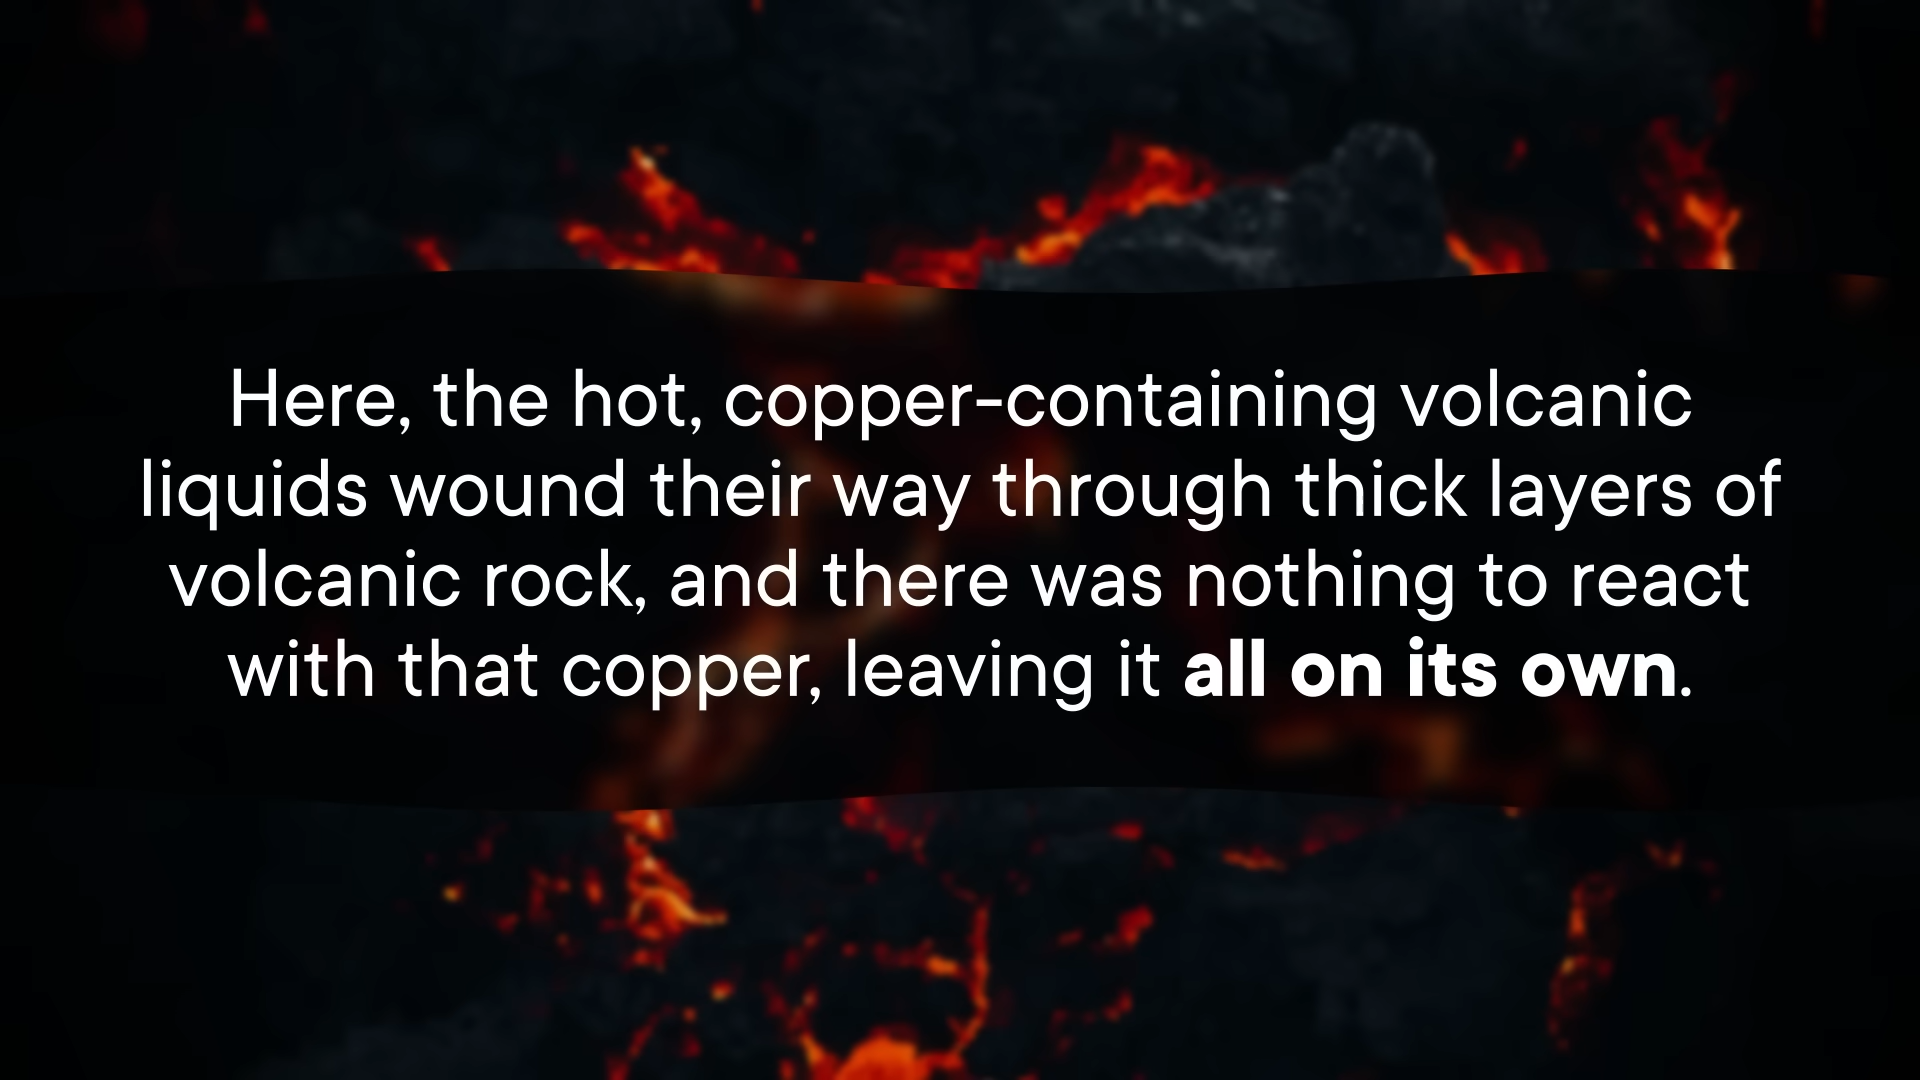 Here, the hot, copper-containing volcanic
liquids wound their way through thick layers of
volcanic rock, and there was nothing to react
with that copper, leaving it all on its own.